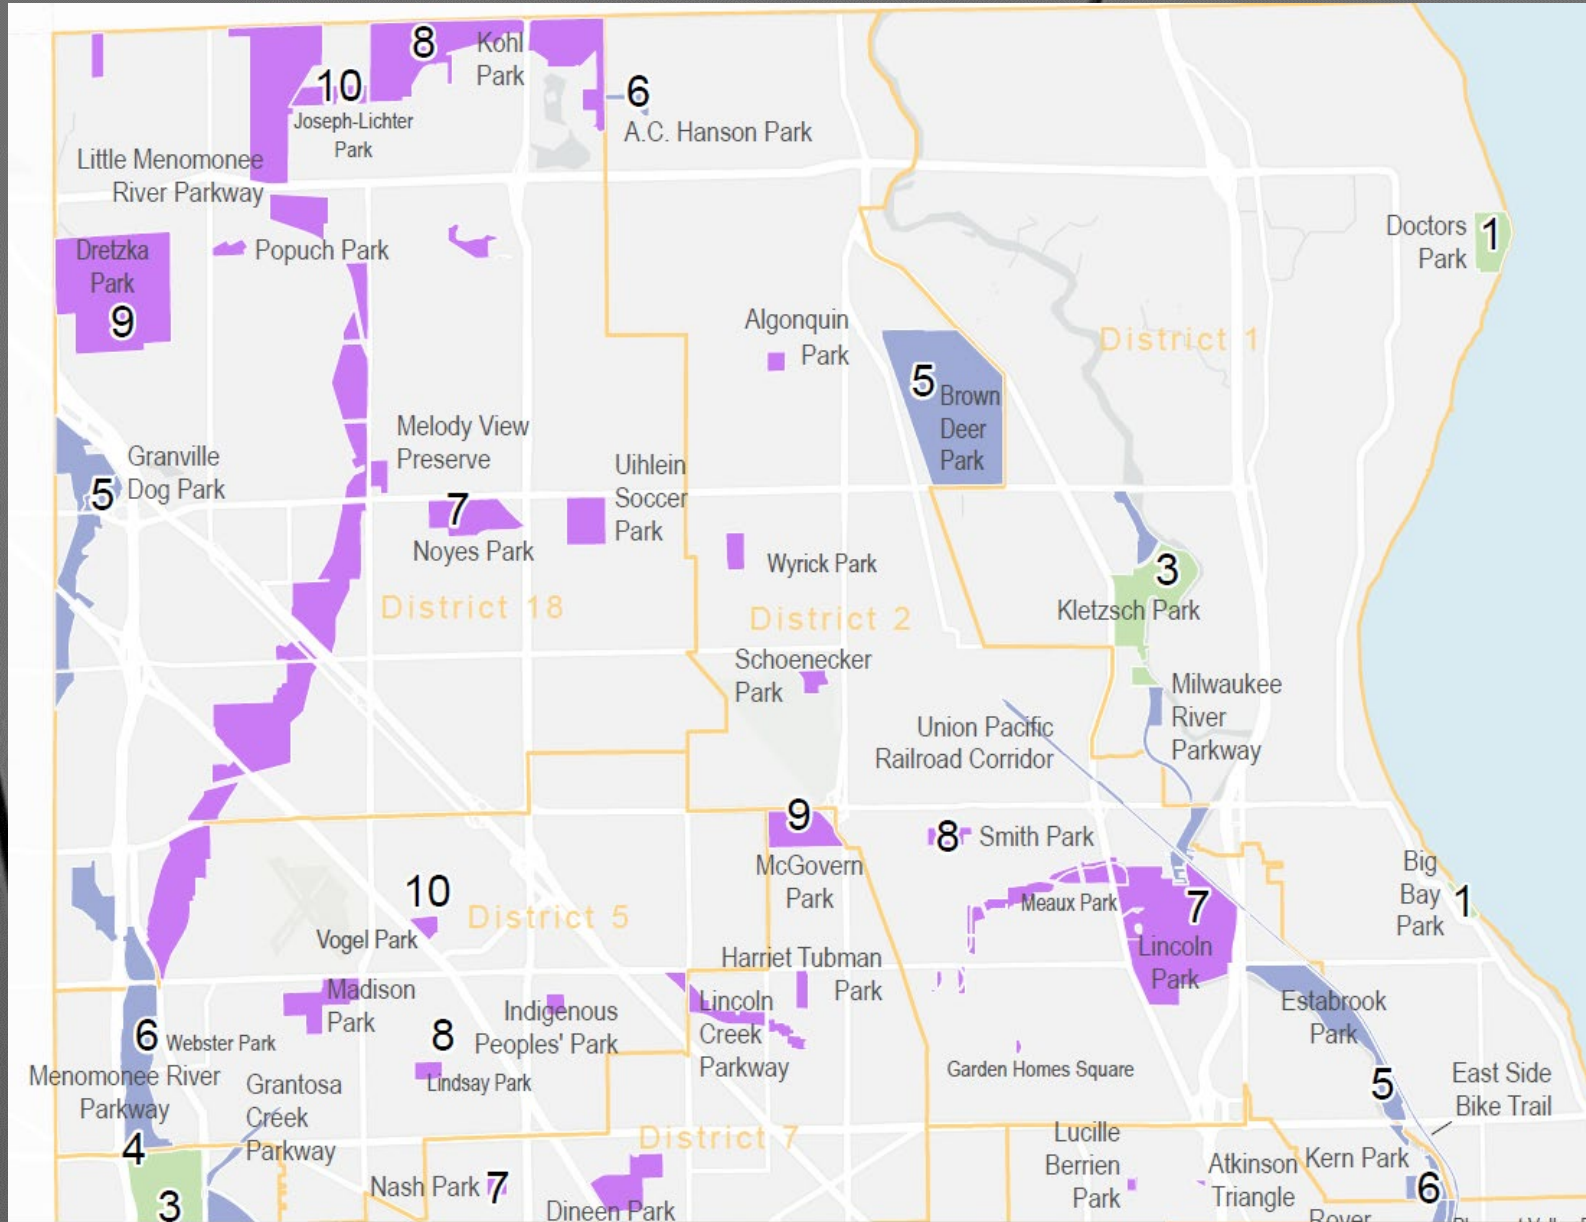 8
Kohl
Park
10
Joseph-Lichter
Park
6
A.C. Hanson Park
Little Menomonee
River Parkway
Popuch Park
Dretzka
Park
9
Doctors
Park
1
Algonquin
Park
District 1
5
Brown
Deer
Park
Granville
Dog Park
5
Melody View
Preserve
7
Noyes Park
Uihlein
Soccer
Park
Wyrick Park
3
Kletzsch Park
District 18
District 2
Schoenecker
Park
Milwaukee
River
Parkway
Union Pacific
Railroad Corridor
9
McGovern
Park
8
Smith Park
Big
Bay
Park
1
10
Vogel Park
District 5
Meaux Park
7
Lincoln
Park
Harriet Tubman
Park
Madison
Park
Indigenous
Peoples' Park
Lincoln
Creek
Parkway
Estabrook
Park
6
Webster Park
8
Lindsay Park
Garden Homes Square
Menomonee River
Parkway
Grantosa
Creek
Parkway
5
East Side
Bike Trail
4
3
District 7
Lucille
Berrien
Park
Atkinson
Triangle
Kern Park
6
Nash Park
7
Dineen Park